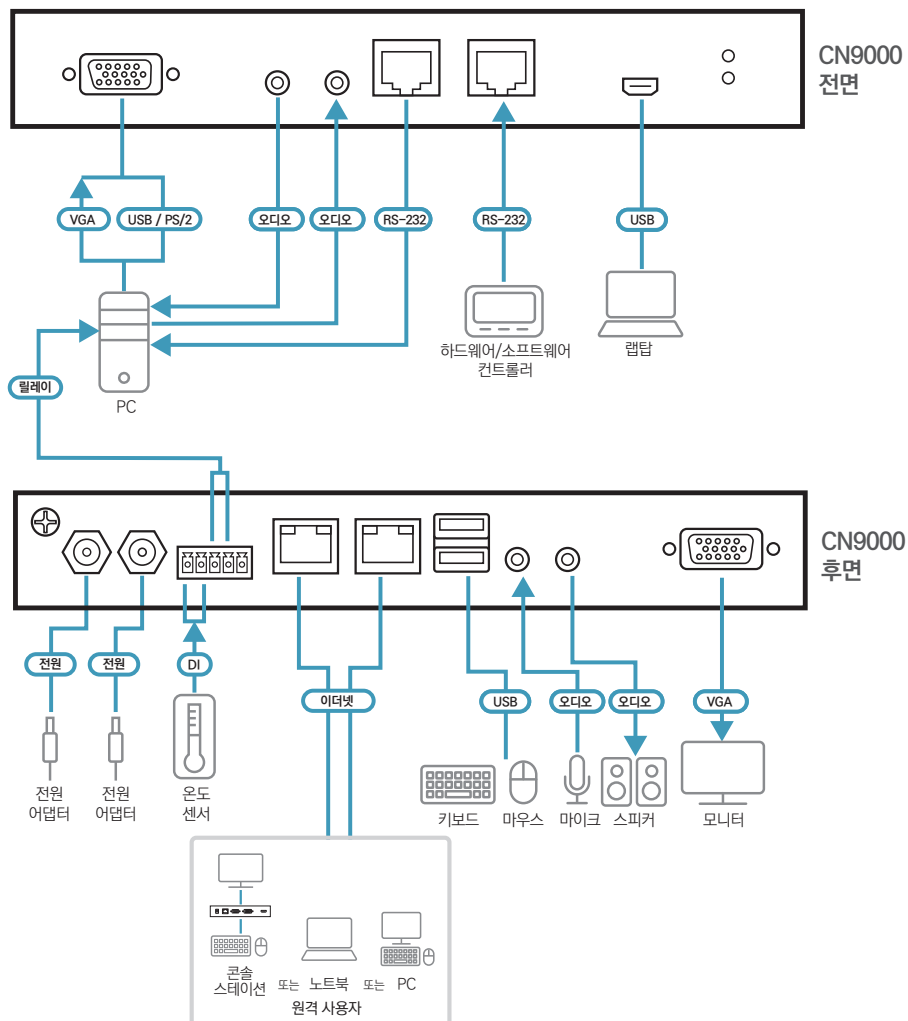 CN9000
전면
VGA
USB / PS/2
오디오
오디오
RS-232
RS-232
USB
하드웨어/소프트웨어
컨트롤러
랩탑
릴레이
PC
CN9000
후면
전원
전원
DI
이더넷
USB
오디오
오디오
VGA
전원
어댑터
전원
어댑터
온도
센서
키보드
마우스
마이크
스피커
모니터
콘솔
스테이션
또는
노트북
또는
PC
원격 사용자